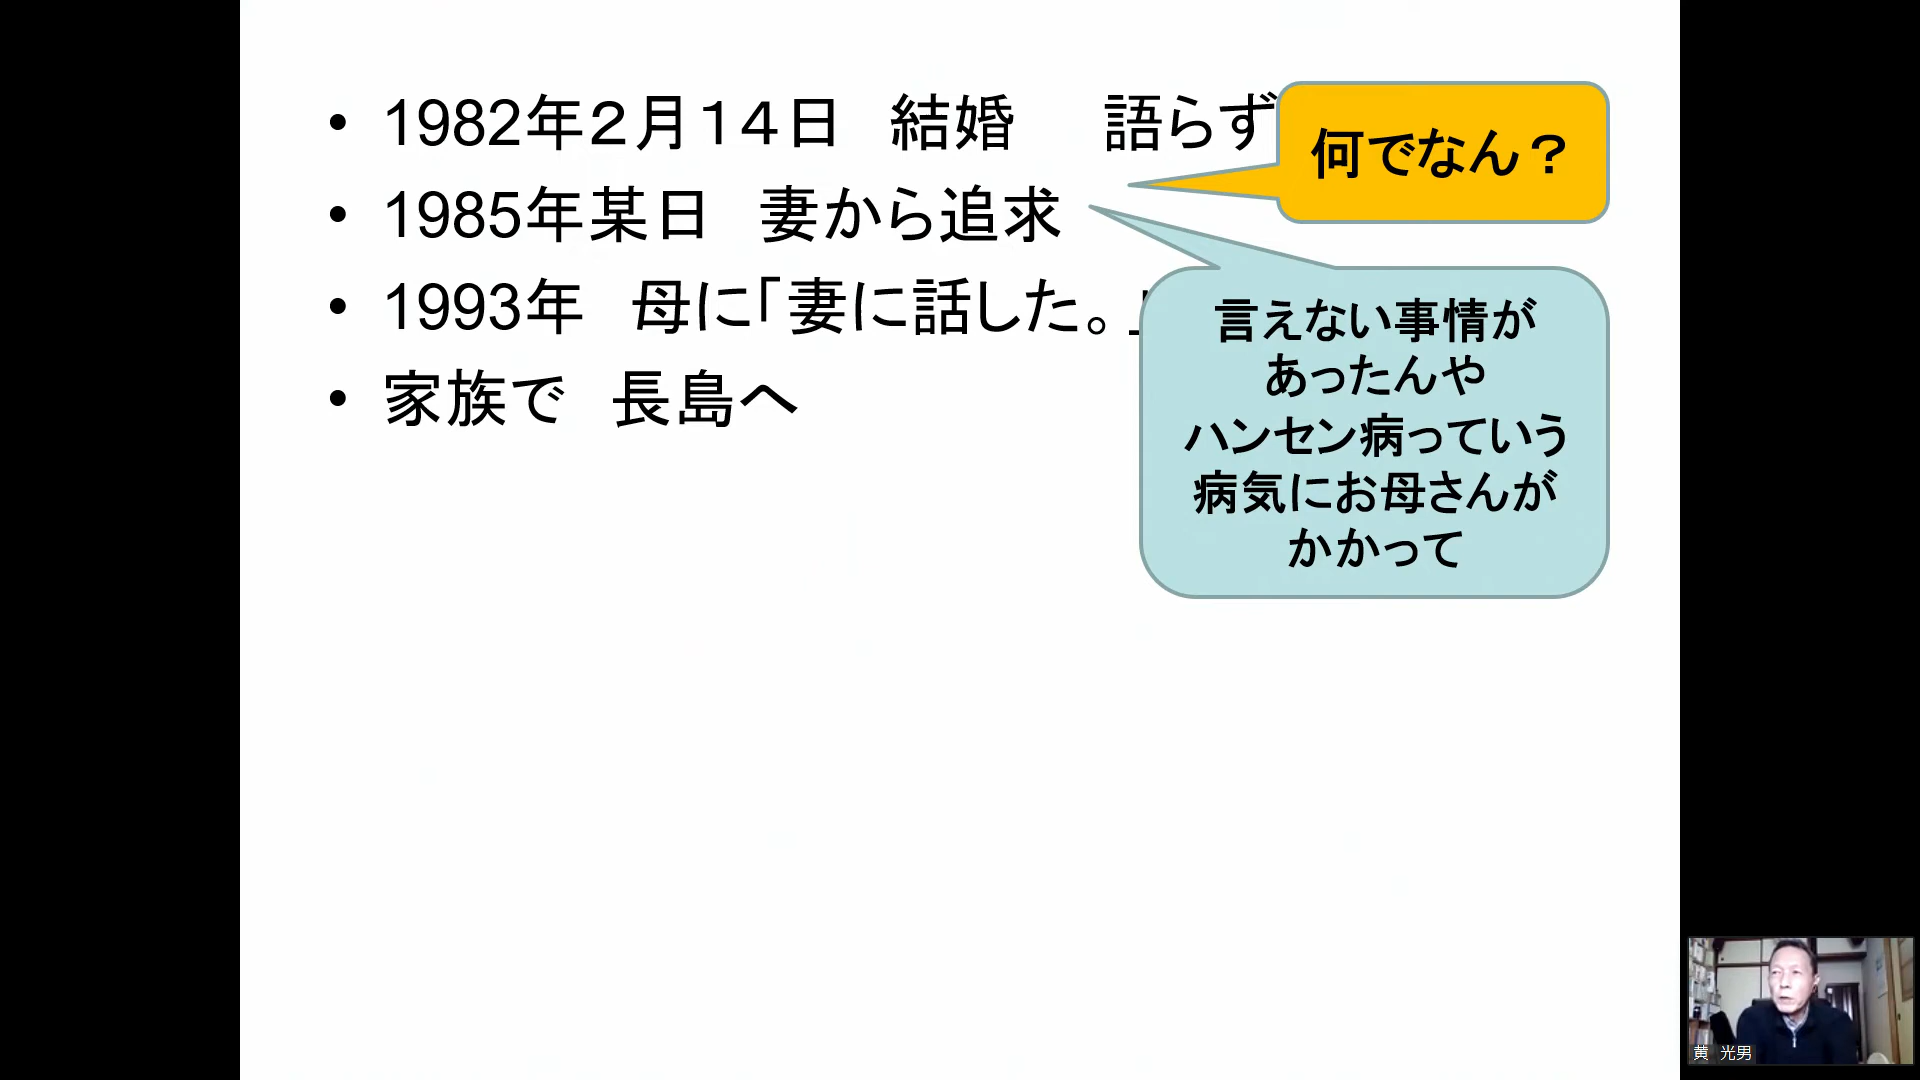 • 1982年２月１４日　結婚　 語らず
何でなん？
• 1985年某日　妻から追求
• 1993年　母に「妻に話した。」
• 家族で　長島へ
言えない事情が
あったんや
ハンセン病っていう
病気にお母さんが
かかって
黄　光男